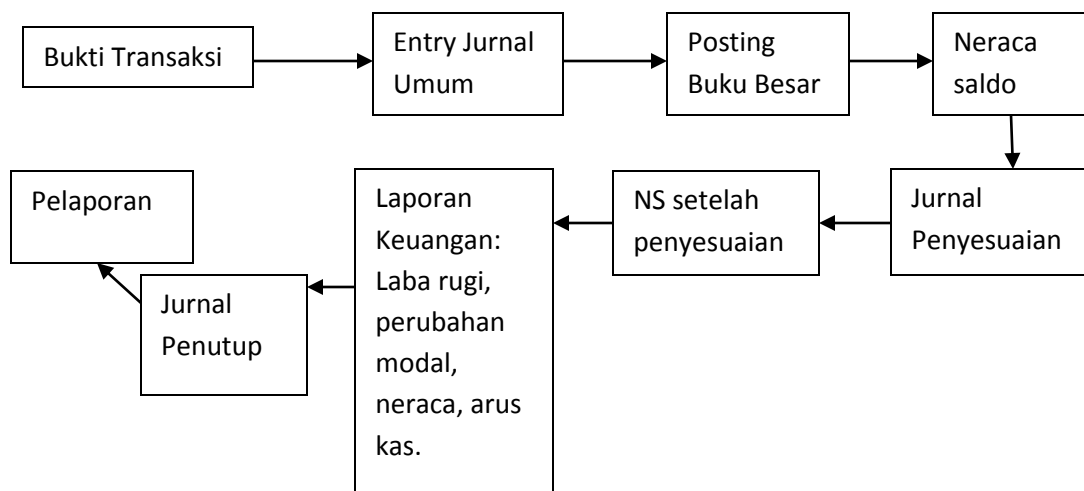 Bukti Transaksi
Entry Jurnal
Umum
Posting
Buku Besar
Neraca
saldo
Jurnal
Penyesuaian
NS setelah
penyesuaian
Laporan
Keuangan:
Laba rugi,
perubahan
modal,
neraca, arus
kas.
Jurnal
Penutup
Pelaporan